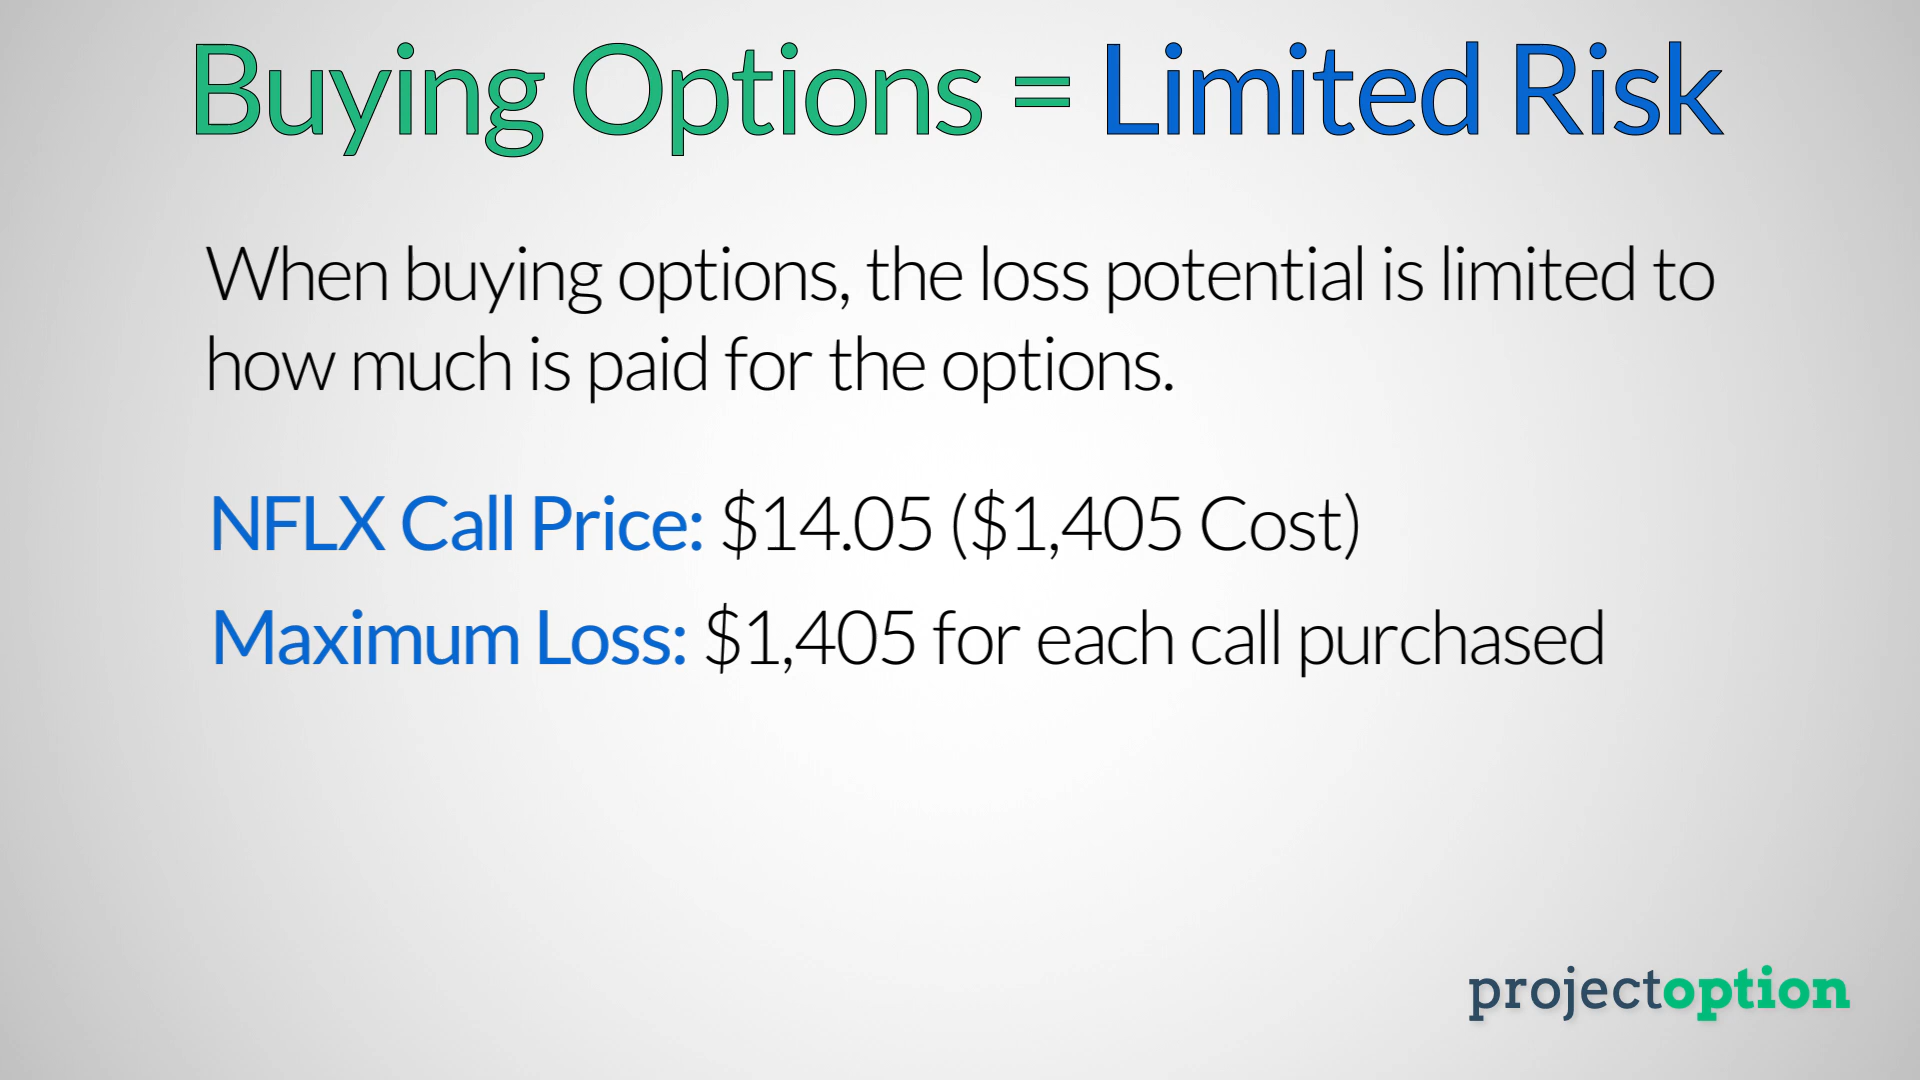 Buying Options = Limited Risk
When buying options, the loss potential is limited to
how much is paid for the options.
NFLX Call Price: $14.05 ($1,405 Cost)
Maximum Loss: $1,405 for each call purchased
projectoption